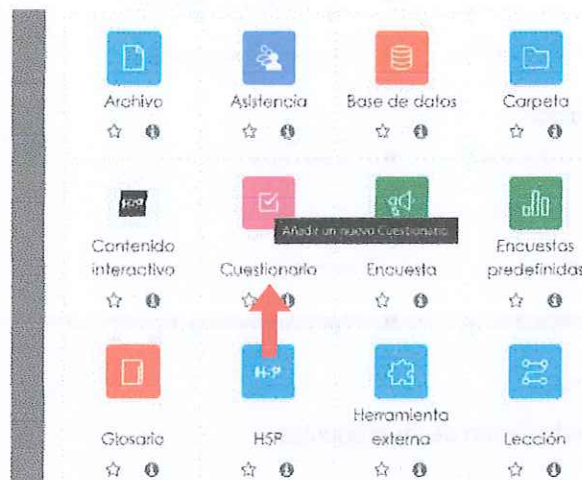 Archivo
Asistencia
Base de datos
Carpeta
Contenido
interactivo
Cuestionario
Añadir un nuevo Cuestionario
Encuesta
Encuestas
predefinidas
Glosario
H-P
H5P
Herramienta
externa
Lección